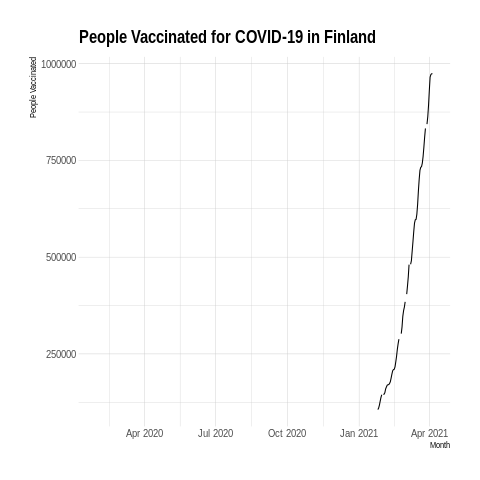 People Vaccinated for COVID-19 in Finland
People Vaccinated
1000000
750000
500000
250000
Apr 2020 Jul 2020 Oct 2020 Jan 2021 Apr 2021
Month